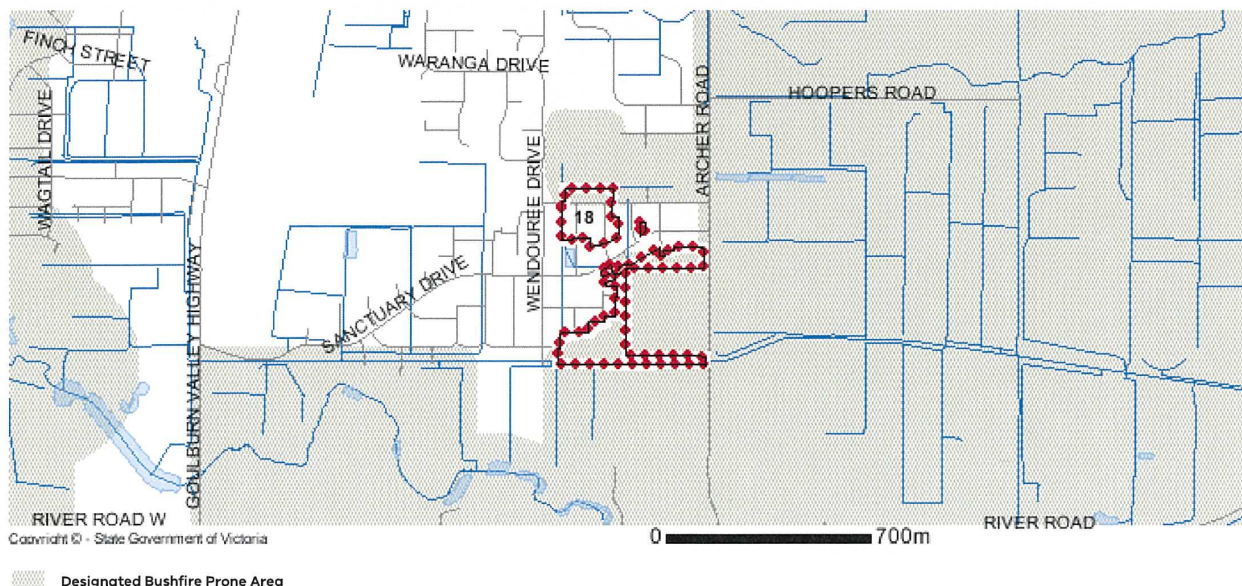 FINCH STREET
WARANGA DRIVE
HOOPERS ROAD
WAGTAIL DRIVE
WENDOUREE DRIVE
ARCHER ROAD
18
GOULBURN VALLEY HIGHWAY
SANCTUARY DRIVE
RIVER ROAD W
RIVER ROAD
Copyright © - State Government of Victoria
0 700m
Designated Bushfire Prone Area